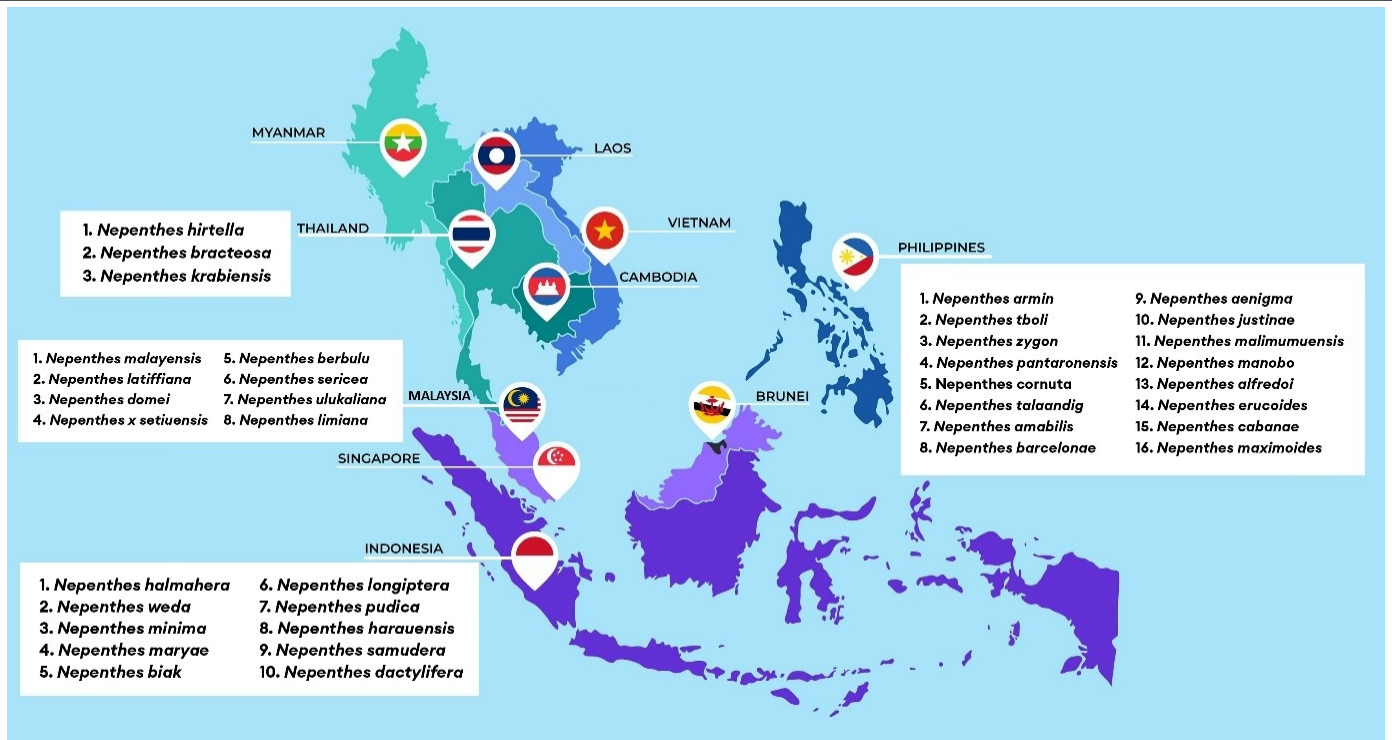 MYANMAR
LAOS
THAILAND
1. Nepenthes hirtella
2. Nepenthes bracteosa
3. Nepenthes krabiensis
VIETNAM
CAMBODIA
PHILIPPINES
1. Nepenthes armin
2. Nepenthes tboli
3. Nepenthes zygon
4. Nepenthes pantaronensis
5. Nepenthes cornuta
6. Nepenthes talaandig
7. Nepenthes amabilis
8. Nepenthes barcelonae
9. Nepenthes aenigma
10. Nepenthes justinae
11. Nepenthes malimumuensis
12. Nepenthes manobo
13. Nepenthes alfredoi
14. Nepenthes erucoides
15. Nepenthes cabanae
16. Nepenthes maximoides
1. Nepenthes malayensis
2. Nepenthes latiffiana
3. Nepenthes domei
4. Nepenthes x setiuensis
5. Nepenthes berbulu
6. Nepenthes sericea
7. Nepenthes ulukaliana
8. Nepenthes limiana
MALAYSIA
BRUNEI
SINGAPORE
INDONESIA
1. Nepenthes halmahera
2. Nepenthes weda
3. Nepenthes minima
4. Nepenthes maryae
5. Nepenthes biak
6. Nepenthes longiptera
7. Nepenthes pudica
8. Nepenthes harauensis
9. Nepenthes samudera
10. Nepenthes dactylifera